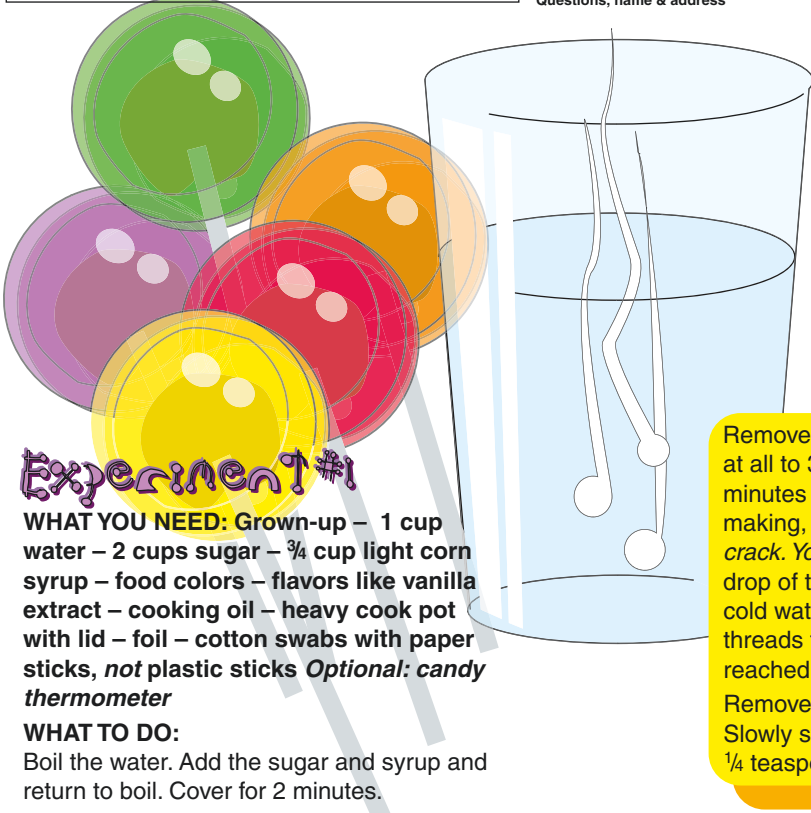 Questions, name & address
Experiment #1
WHAT YOU NEED: Grown-up – 1 cup
water – 2 cups sugar – ¾ cup light corn
syrup – food colors – flavors like vanilla
extract – cooking oil – heavy cook pot
with lid – foil – cotton swabs with paper
sticks, not plastic sticks Optional: candy
thermometer
WHAT TO DO:
Boil the water. Add the sugar and syrup and
return to boil. Cover for 2 minutes.
Remove
at all to 3
minutes
making,
crack. Yo
drop of t
cold wat
threads
reached
Remove
Slowly s
¼ teaspo